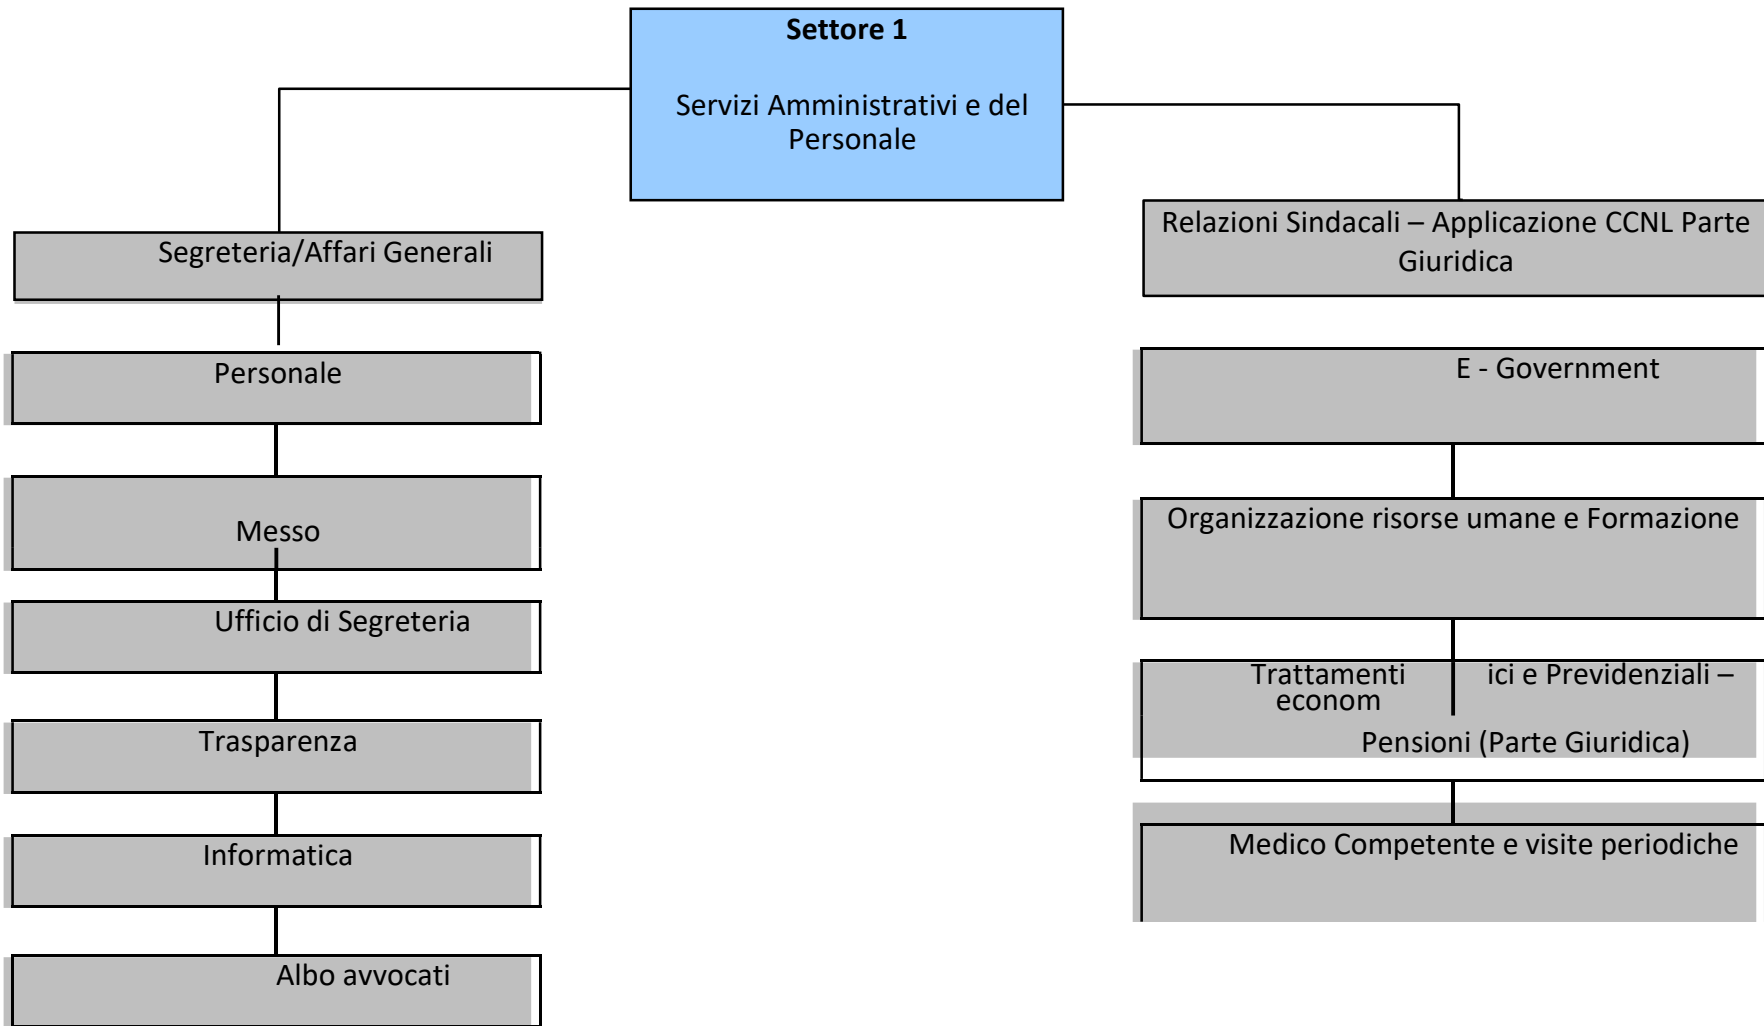 Settore 1
Servizi Amministrativi e del
Personale
Segreteria/Affari Generali
Personale
Messo
Ufficio di Segreteria
Trasparenza
Informatica
Albo avvocati
Relazioni Sindacali – Applicazione CCNL Parte
Giuridica
E - Government
Organizzazione risorse umane e Formazione
Trattamenti ici e Previdenziali –
econom
Pensioni (Parte Giuridica)
Medico Competente e visite periodiche